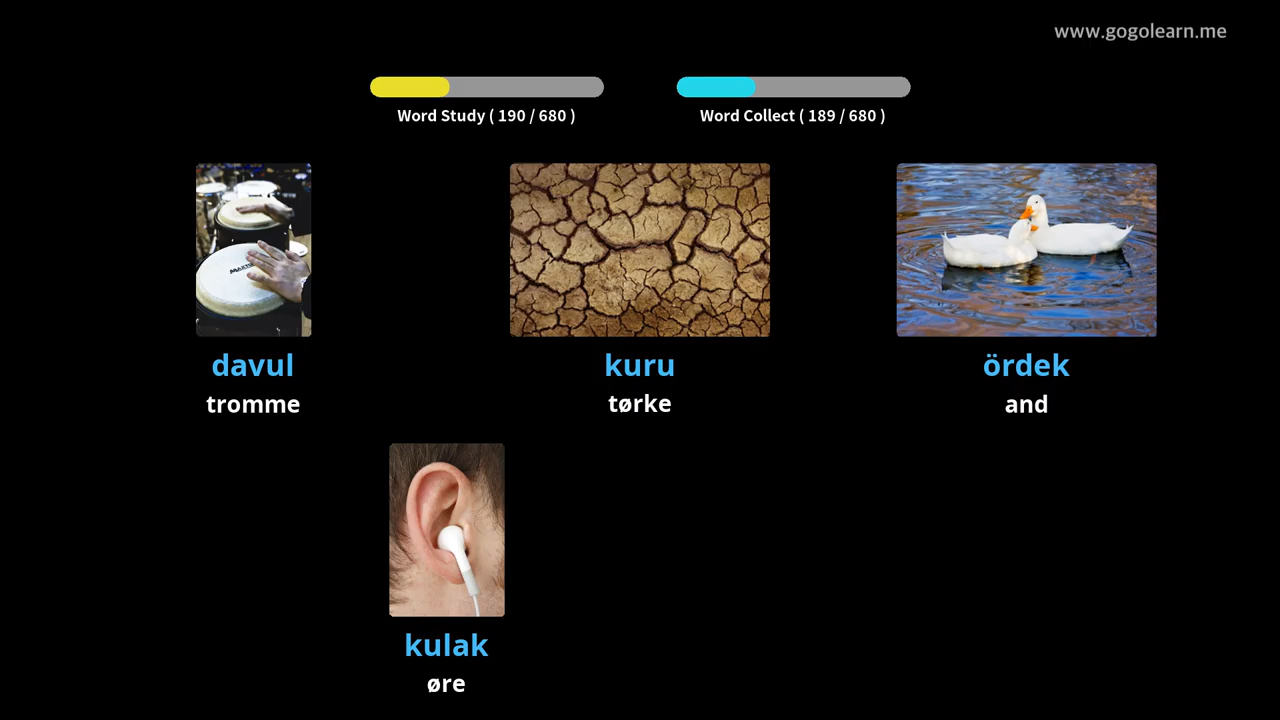 www.gogolearn.me
Word Study ( 190 / 680 )
Word Collect ( 189 / 680 )
davul
tromme
kuru
tørke
ördek
and
kulak
øre